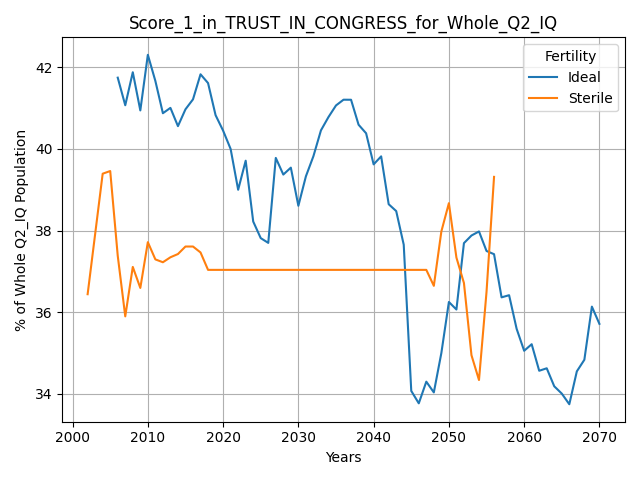 Score_1_in_TRUST_IN_CONGRESS_for_Whole_Q2_IQ
Fertility
Ideal
Sterile
% of Whole Q2_IQ Population
42
40
38
36
34
2000 2010 2020 2030 2040 2050 2060 2070
Years